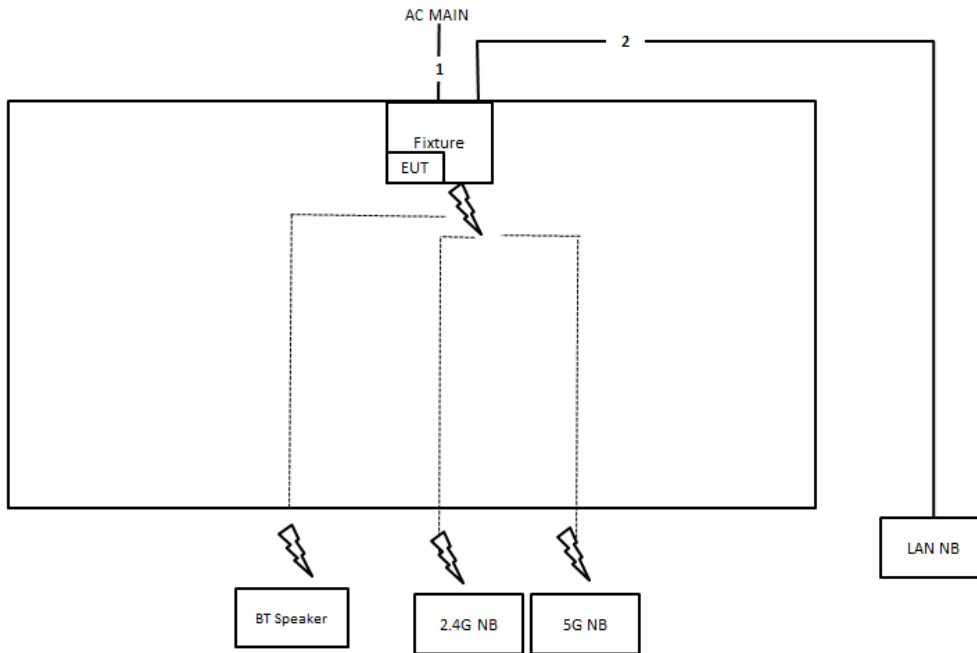 AC MAIN
2
1
Fixture
EUT
LAN NB
BT Speaker
2.4G NB
5G NB